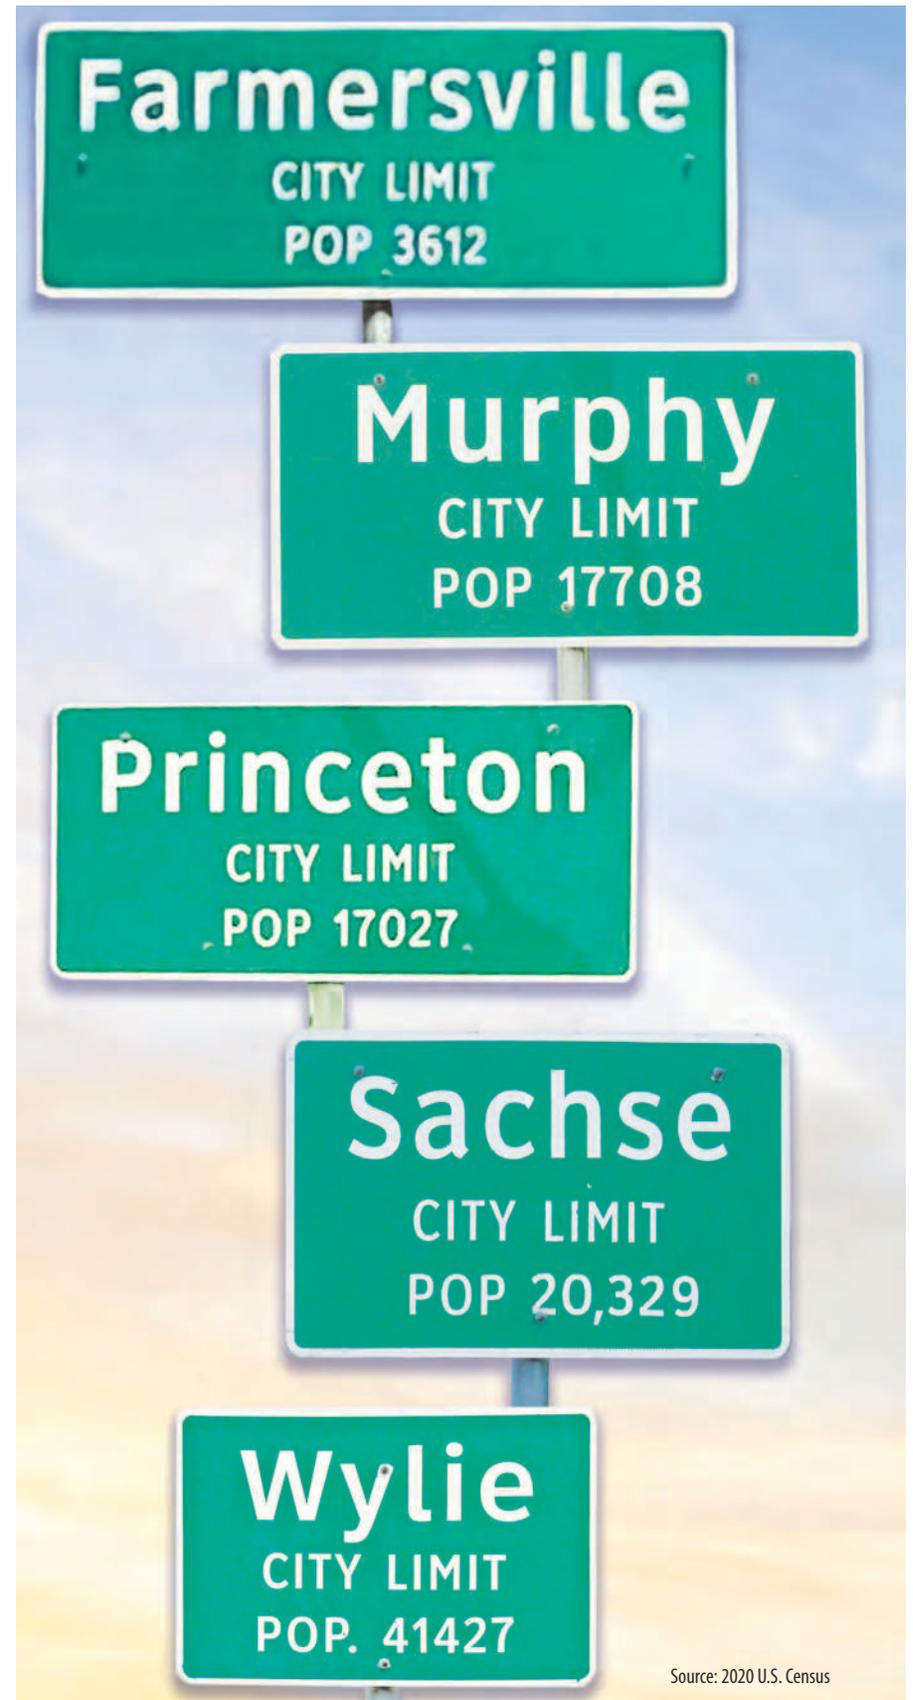 Farmersville
CITY LIMIT
POP 3612
Murphy
CITY LIMIT
POP 17708
Princeton
CITY LIMIT
POP 17027
Sachse
CITY LIMIT
POP 20,329
Wylie
CITY LIMIT
POP. 41427
Source: 2020 U.S. Census